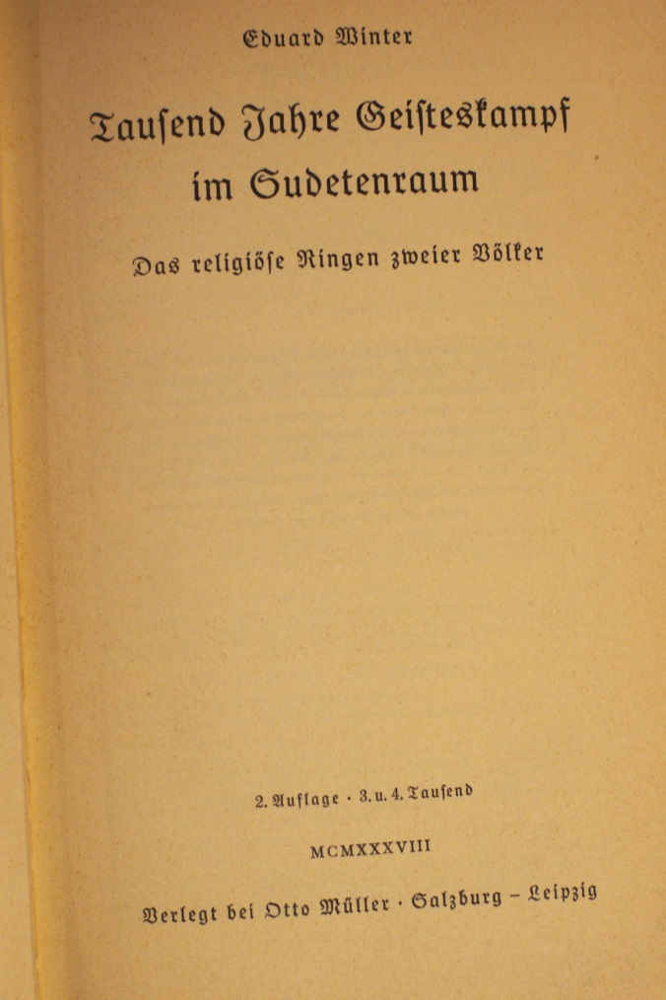 Eduard Winter
Tauſend Jahre Geiſteskampf
im Sudetenraum
Das religiöſe Ringen zweier Völker
2. Auflage · 3. u. 4. Tauſend
MCMXXXVIII
Verlegt bei Otto Müller · Salzburg – Leipzig